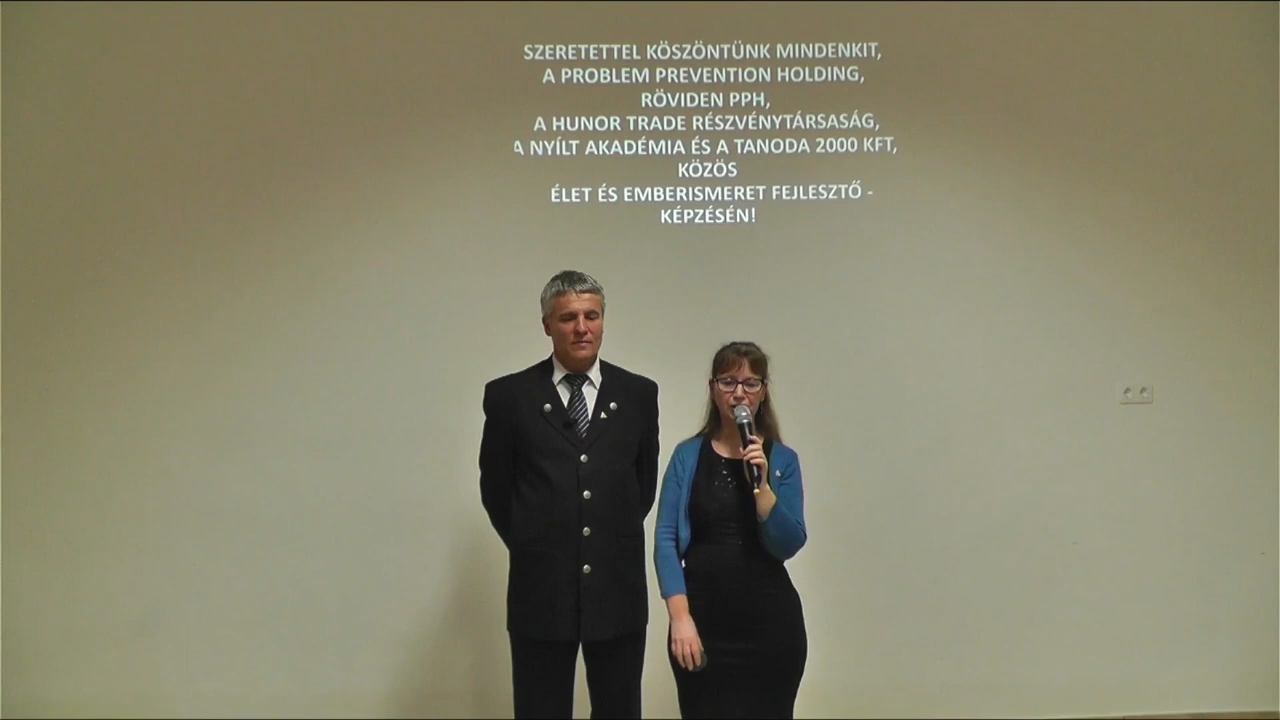 SZERETETTEL KÖSZÖNTÜNK MINDENKIT,
A PROBLEM PREVENTION HOLDING,
RÖVIDEN PPH,
A HUNOR TRADE RÉSZVÉNYTÁRSASÁG,
A NYÍLT AKADÉMIA ÉS A TANODA 2000 KFT,
KÖZÖS
ÉLET ÉS EMBERISMERET FEJLESZTŐ -
KÉPZÉSÉN!